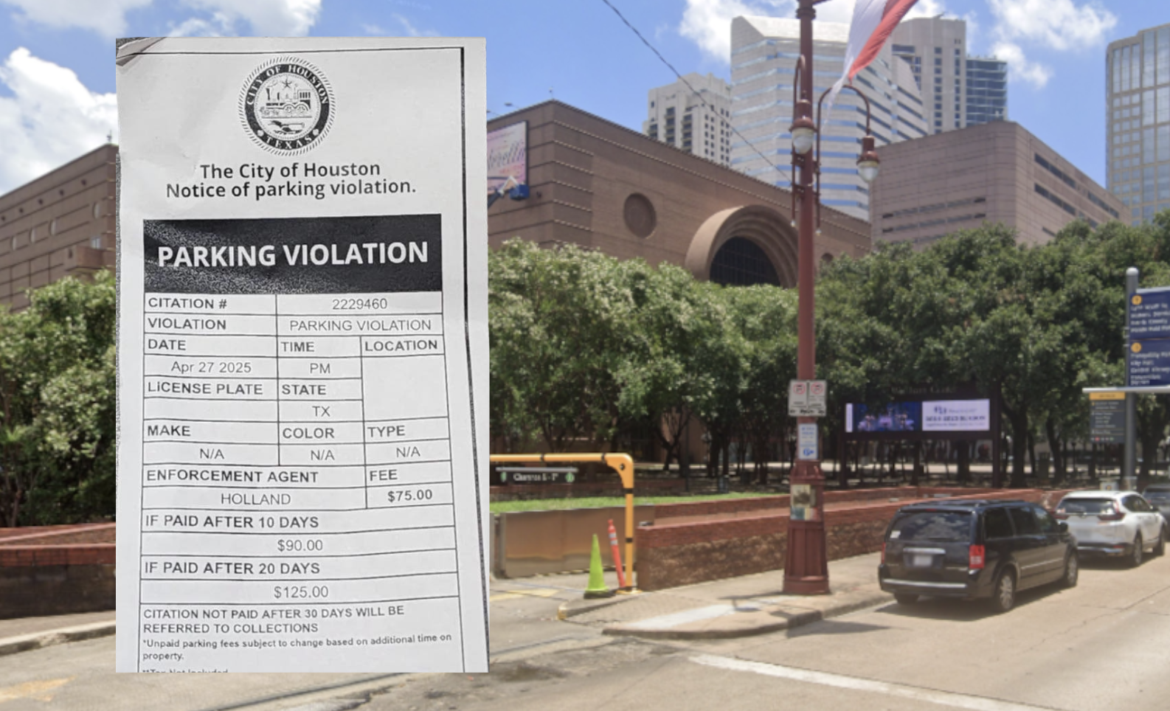 CITY OF HOUSTON
TEXAS
The City of Houston
Notice of parking violation.
PARKING VIOLATION
CITATION # 2229460
VIOLATION PARKING VIOLATION
DATE TIME LOCATION
Apr 27 2025 PM
LICENSE PLATE STATE
TX
MAKE COLOR TYPE
N/A N/A N/A
ENFORCEMENT AGENT FEE
HOLLAND $75.00
IF PAID AFTER 10 DAYS
$90.00
IF PAID AFTER 20 DAYS
$125.00
CITATION NOT PAID AFTER 30 DAYS WILL BE
REFERRED TO COLLECTIONS
*Unpaid parking fees subject to change based on additional time on
property.